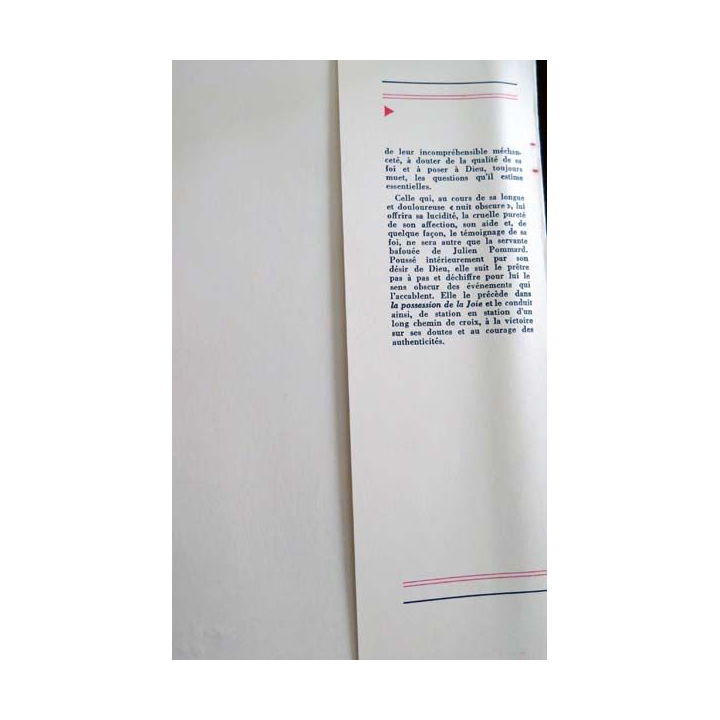 de leur incompréhensible méchan-
ceté, à douter de la qualité de sa
foi et à poser à Dieu, toujours
muet, les questions qu'il estime
essentielles.
Celle qui, au cours de sa longue
et douloureuse « nuit obscure », lui
offrira sa lucidité, la cruelle pureté
de son affection, son aide et, de
quelque façon, le témoignage de sa
foi, ne sera autre que la servante
bafouée de Julien Pommard.
Poussé intérieurement par son
désir de Dieu, elle suit le prêtre
pas à pas et déchiffre pour lui le
sens obscur des événements qui
l'accablent. Elle le précède dans
la possession de la Joie et le conduit
ainsi, de station en station d'un
long chemin de croix, à la victoire
sur ses doutes et au courage des
authenticités.